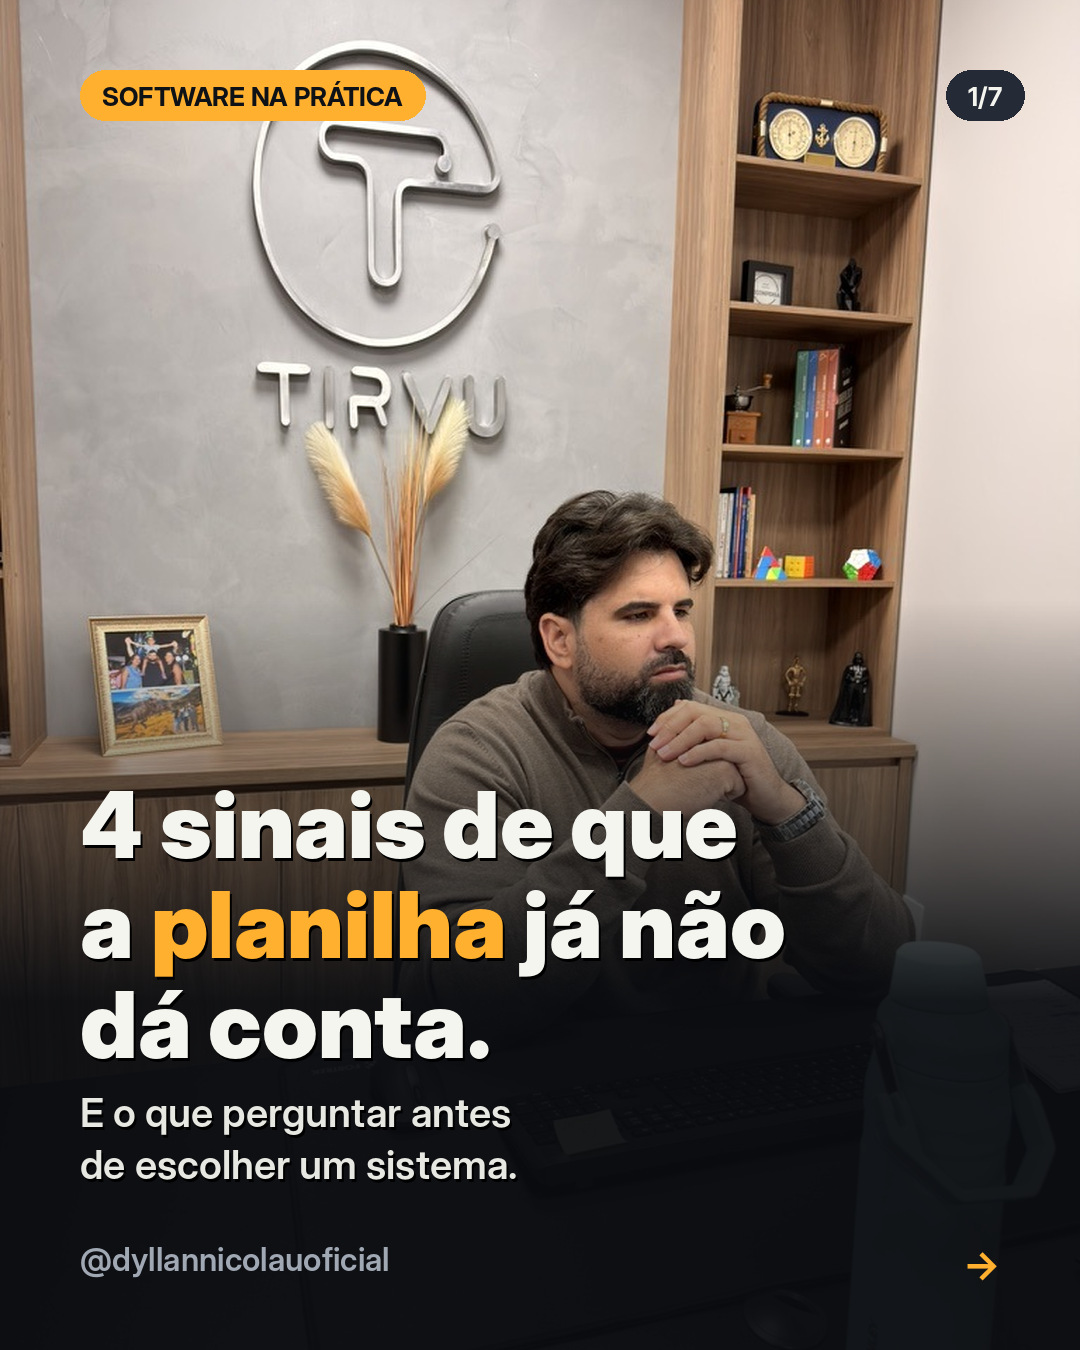 SOFTWARE NA PRÁTICA
1/7
TIRVU
4 sinais de que
a planilha já não
dá conta.
E o que perguntar antes
de escolher um sistema.
@dyllannicolauoficial
→